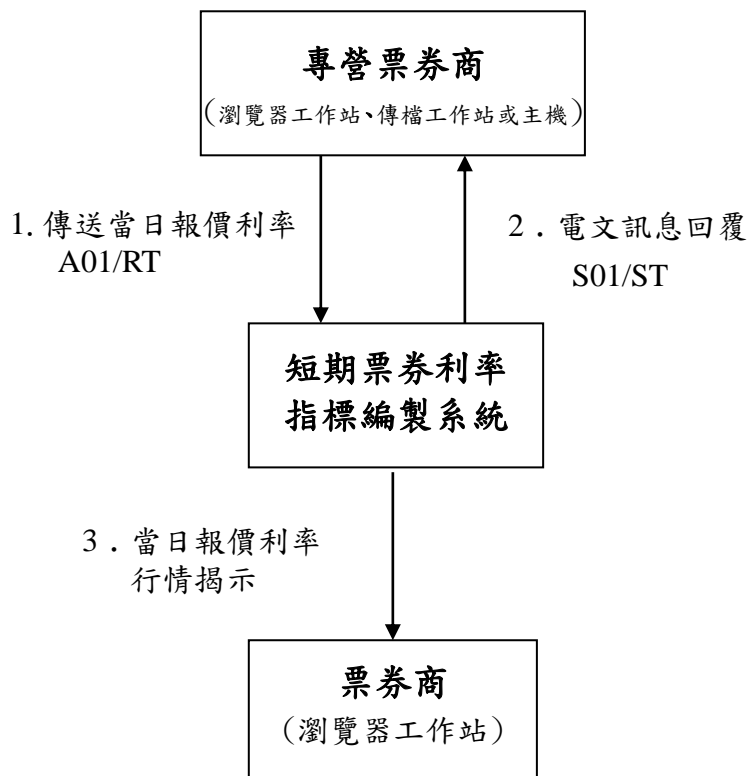 專營票券商
（瀏覽器工作站、傳檔工作站或主機）
1. 傳送當日報價利率
A01/RT
2．電文訊息回覆
S01/ST
短期票券利率
指標編製系統
3．當日報價利率
行情揭示
票券商
（瀏覽器工作站）